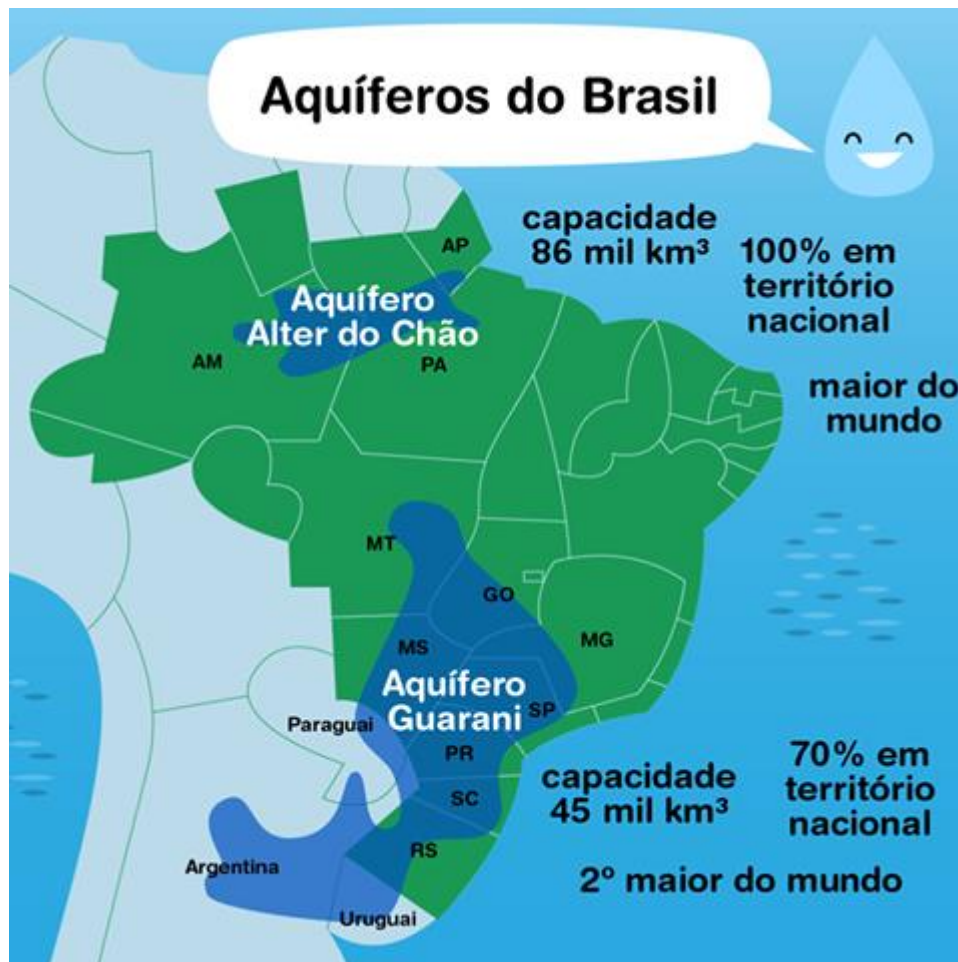 Aquíferos do Brasil
capacidade
86 mil km³
100% em
território
nacional
maior do
mundo
AP
Aquífero
Alter do Chão
AM
PA
MT
GO
MS
MG
Aquífero
Guarani
SP
Paraguai
PR
SC
capacidade
45 mil km³
70% em
território
nacional
RS
Argentina
Uruguai
2º maior do mundo